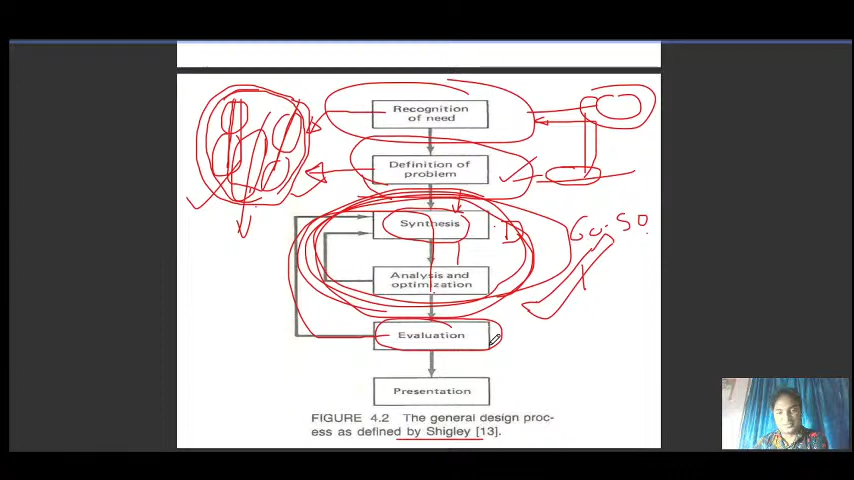 Recognition
of need
Definition of
problem
Synthesis
Analysis and
optimization
Evaluation
Presentation
FIGURE 4.2 The general design proc-
ess as defined by Shigley [13].